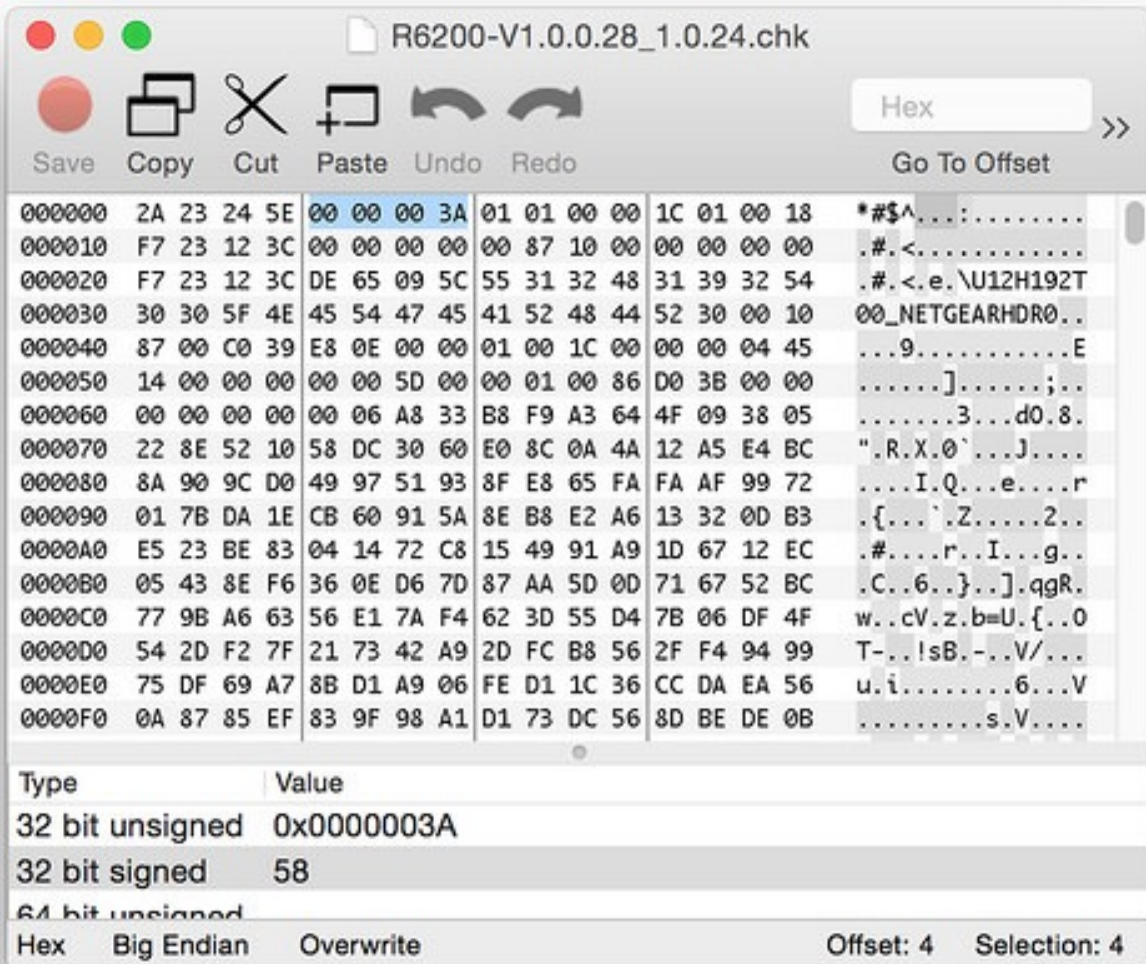 R6200-V1.0.0.28_1.0.24.chk
Hex
Save Copy Cut Paste Undo Redo Go To Offset
000000 2A 23 24 5E 00 00 00 3A 01 01 00 00 1C 01 00 18 *#$^...:........
000010 F7 23 12 3C 00 00 00 00 00 87 10 00 00 00 00 00 .#.<............
000020 F7 23 12 3C DE 65 09 5C 55 31 32 48 31 39 32 54 .#.<.e.\U12H192T
000030 30 30 5F 4E 45 54 47 45 41 52 48 44 52 30 00 10 00_NETGEARHDR0..
000040 87 00 C0 39 E8 0E 00 00 01 00 1C 00 00 00 04 45 ...9...........E
000050 14 00 00 00 00 00 5D 00 00 01 00 86 D0 3B 00 00 ......]......;..
000060 00 00 00 00 00 06 A8 33 B8 F9 A3 64 4F 09 38 05 .......3...dO.8.
000070 22 8E 52 10 58 DC 30 60 E0 8C 0A 4A 12 A5 E4 BC ".R.X.0`...J....
000080 8A 90 9C D0 49 97 51 93 8F E8 65 FA FA AF 99 72 ....I.Q...e....r
000090 01 7B DA 1E CB 60 91 5A 8E B8 E2 A6 13 32 0D B3 .{...`.Z.....2..
0000A0 E5 23 BE 83 04 14 72 C8 15 49 91 A9 1D 67 12 EC .#....r..I...g..
0000B0 05 43 8E F6 36 0E D6 7D 87 AA 5D 0D 71 67 52 BC .C..6..}..].qgR.
0000C0 77 9B A6 63 56 E1 7A F4 62 3D 55 D4 7B 06 DF 4F w..cV.z.b=U.{..O
0000D0 54 2D F2 7F 21 73 42 A9 2D FC B8 56 2F F4 94 99 T-..!sB.-..V/...
0000E0 75 DF 69 A7 8B D1 A9 06 FE D1 1C 36 CC DA EA 56 u.i........6...V
0000F0 0A 87 85 EF 83 9F 98 A1 D1 73 DC 56 8D BE DE 0B .........s.V....
Type Value
32 bit unsigned 0x0000003A
32 bit signed 58
64 bit unsigned
Hex Big Endian Overwrite Offset: 4 Selection: 4